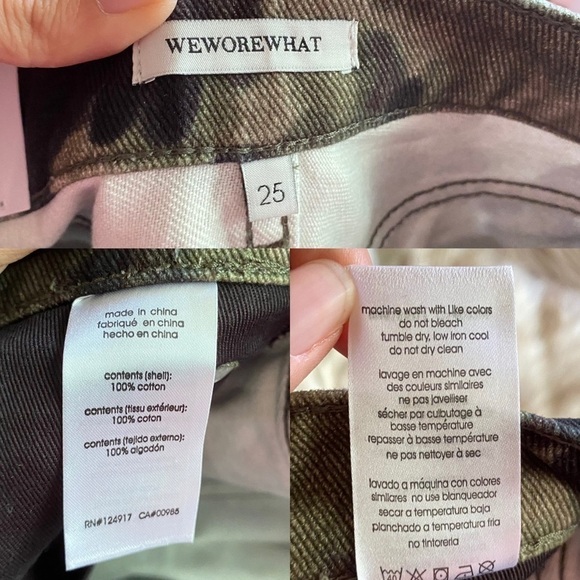 WEWOREWHAT
25
made in china
fabriqué en china
hecho en china
contents (shell):
100% cotton
contents (tissu extérieur):
100% coton
contents (tejido externo):
100% algodón
RN#124917 CA#00986
machine wash with Like colors
do not bleach
tumble dry, low iron cool
do not dry clean
lavage en machine avec
des couleurs similaires
ne pas javelliser
sécher par culbutage à
basse température
repasser à basse température
ne pas nettoyer à sec
lavado a máquina con colores
similares no use blanqueador
secar a temperatura baja
planchado a temperatura fria
no tintoreria